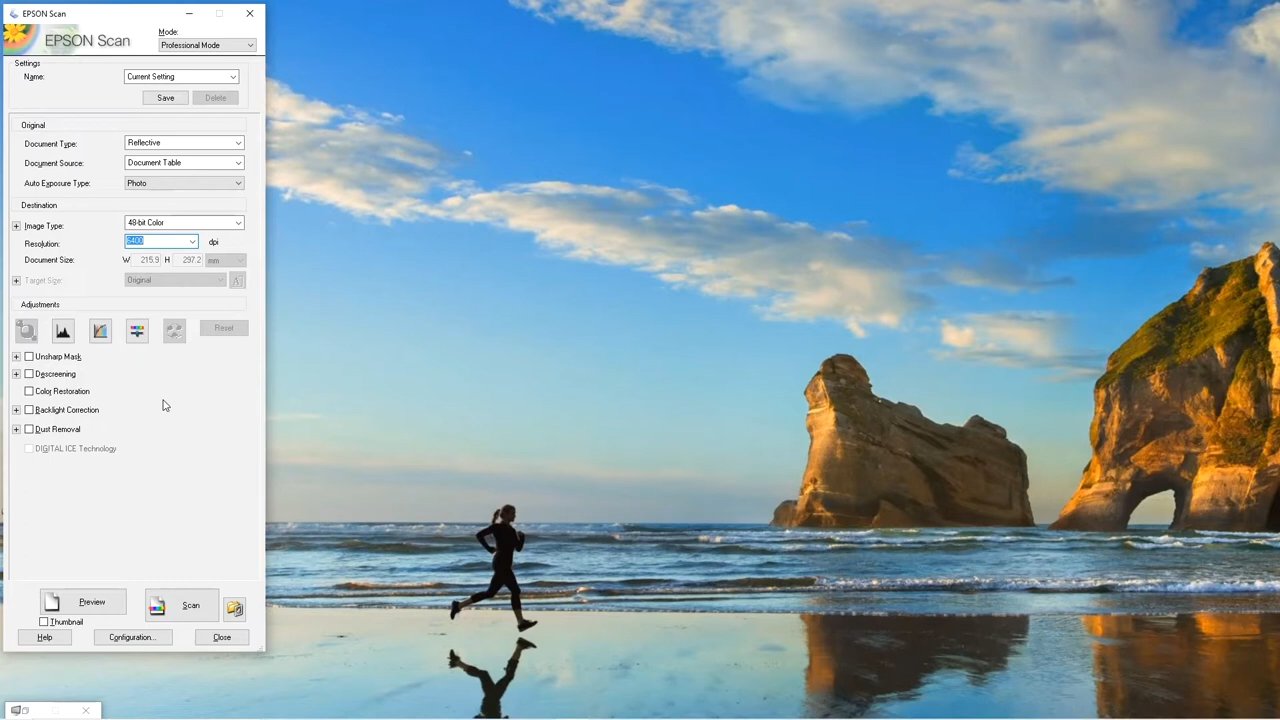 EPSON Scan
EPSON Scan
Mode:
Professional Mode
Settings
Name:
Current Setting
Save
Delete
Original
Document Type:
Reflective
Document Source:
Document Table
Auto Exposure Type:
Photo
Destination
Image Type:
48-bit Color
Resolution:
6400
dpi
Document Size:
W 215.9 H 297.2 mm
Target Size:
Original
Adjustments
Reset
Unsharp Mask
Descreening
Color Restoration
Backlight Correction
Dust Removal
DIGITAL ICE Technology
Preview
Scan
Thumbnail
Help
Configuration...
Close